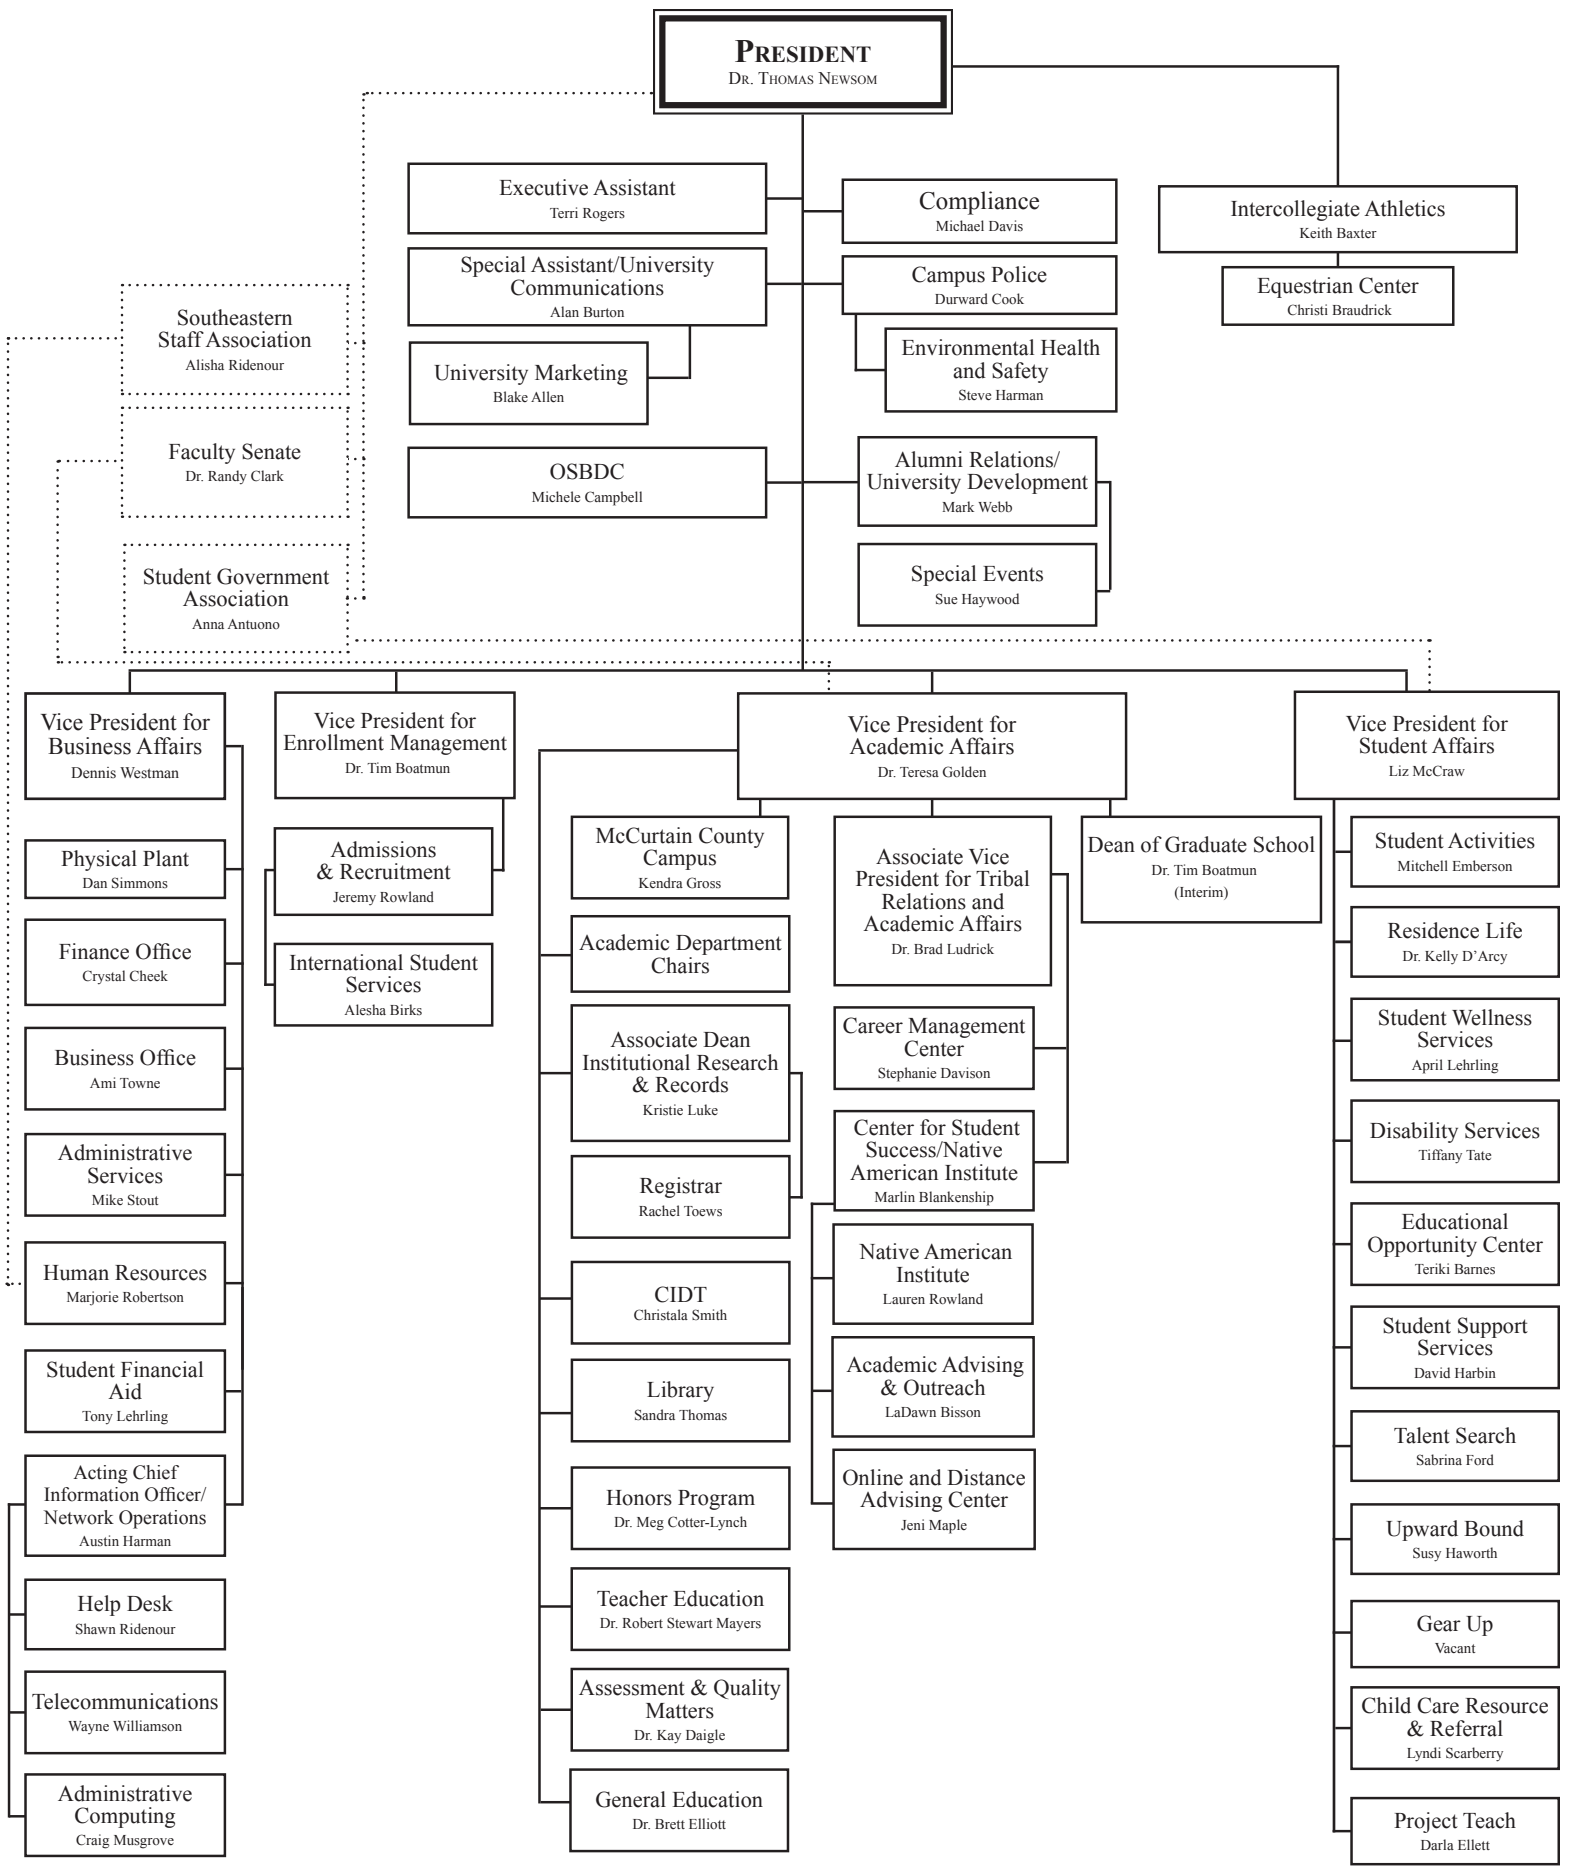 PRESIDENT
DR. THOMAS NEWSOM
Executive Assistant
Terri Rogers
Compliance
Michael Davis
Intercollegiate Athletics
Keith Baxter
Special Assistant/University
Communications
Alan Burton
Campus Police
Durward Cook
Equestrian Center
Christi Braudrick
Southeastern
Staff Association
Alisha Ridenour
University Marketing
Blake Allen
Environmental Health
and Safety
Steve Harman
Faculty Senate
Dr. Randy Clark
OSBDC
Michele Campbell
Alumni Relations/
University Development
Mark Webb
Student Government
Association
Anna Antuono
Special Events
Sue Haywood
Vice President for
Business Affairs
Dennis Westman
Physical Plant
Dan Simmons
Finance Office
Crystal Cheek
Business Office
Ami Towne
Administrative
Services
Mike Stout
Human Resources
Marjorie Robertson
Student Financial
Aid
Tony Lehrling
Acting Chief
Information Officer/
Network Operations
Austin Harman
Help Desk
Shawn Ridenour
Telecommunications
Wayne Williamson
Administrative
Computing
Craig Musgrove
Vice President for
Enrollment Management
Dr. Tim Boatmun
Admissions
& Recruitment
Jeremy Rowland
International Student
Services
Alesha Birks
Vice President for
Academic Affairs
Dr. Teresa Golden
McCurtain County
Campus
Kendra Gross
Academic Department
Chairs
Associate Dean
Institutional Research
& Records
Kristie Luke
Registrar
Rachel Toews
CIDT
Christala Smith
Library
Sandra Thomas
Honors Program
Dr. Meg Cotter-Lynch
Teacher Education
Dr. Robert Stewart Mayers
Assessment & Quality
Matters
Dr. Kay Daigle
General Education
Dr. Brett Elliott
Associate Vice
President for Tribal
Relations and
Academic Affairs
Dr. Brad Ludrick
Career Management
Center
Stephanie Davison
Center for Student
Success/Native
American Institute
Marlin Blankenship
Native American
Institute
Lauren Rowland
Academic Advising
& Outreach
LaDawn Bisson
Online and Distance
Advising Center
Jeni Maple
Dean of Graduate School
Dr. Tim Boatmun
(Interim)
Vice President for
Student Affairs
Liz McCraw
Student Activities
Mitchell Emberson
Residence Life
Dr. Kelly D’Arcy
Student Wellness
Services
April Lehrling
Disability Services
Tiffany Tate
Educational
Opportunity Center
Teriki Barnes
Student Support
Services
David Harbin
Talent Search
Sabrina Ford
Upward Bound
Susy Haworth
Gear Up
Vacant
Child Care Resource
& Referral
Lyndi Scarberry
Project Teach
Darla Ellett